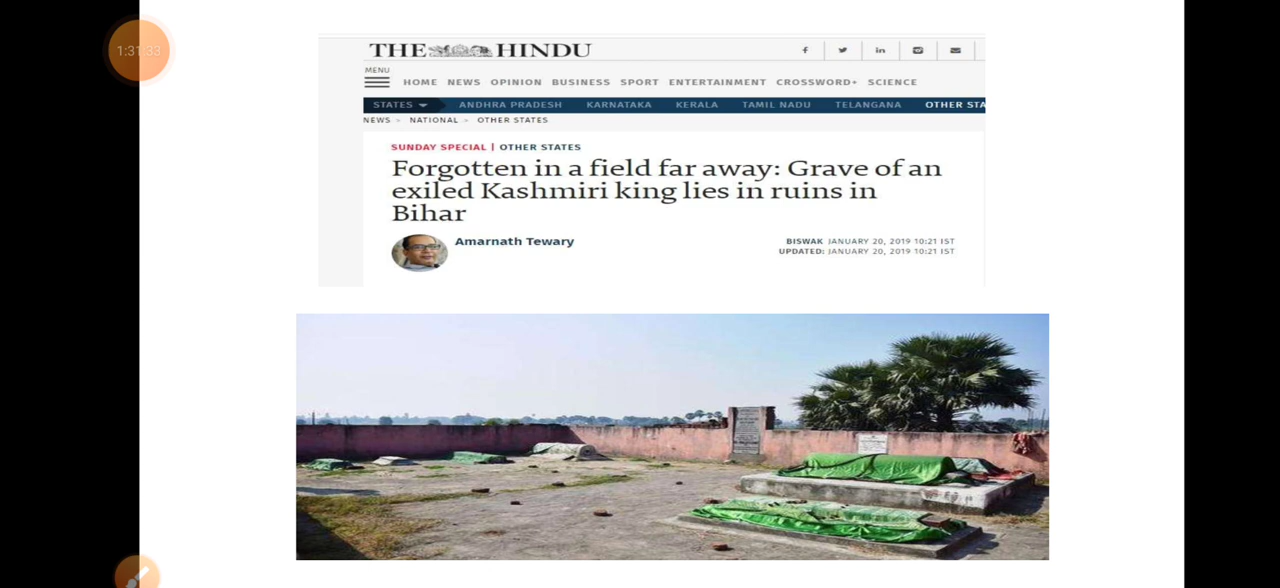 1:31:33
THE HINDU
MENU
HOME NEWS OPINION BUSINESS SPORT ENTERTAINMENT CROSSWORD+ SCIENCE
STATES ANDHRA PRADESH KARNATAKA KERALA TAMIL NADU TELANGANA OTHER STA
NEWS > NATIONAL > OTHER STATES
SUNDAY SPECIAL | OTHER STATES
Forgotten in a field far away: Grave of an
exiled Kashmiri king lies in ruins in
Bihar
Amarnath Tewary
BISWAK JANUARY 20, 2019 10:21 IST
UPDATED: JANUARY 20, 2019 10:21 IST